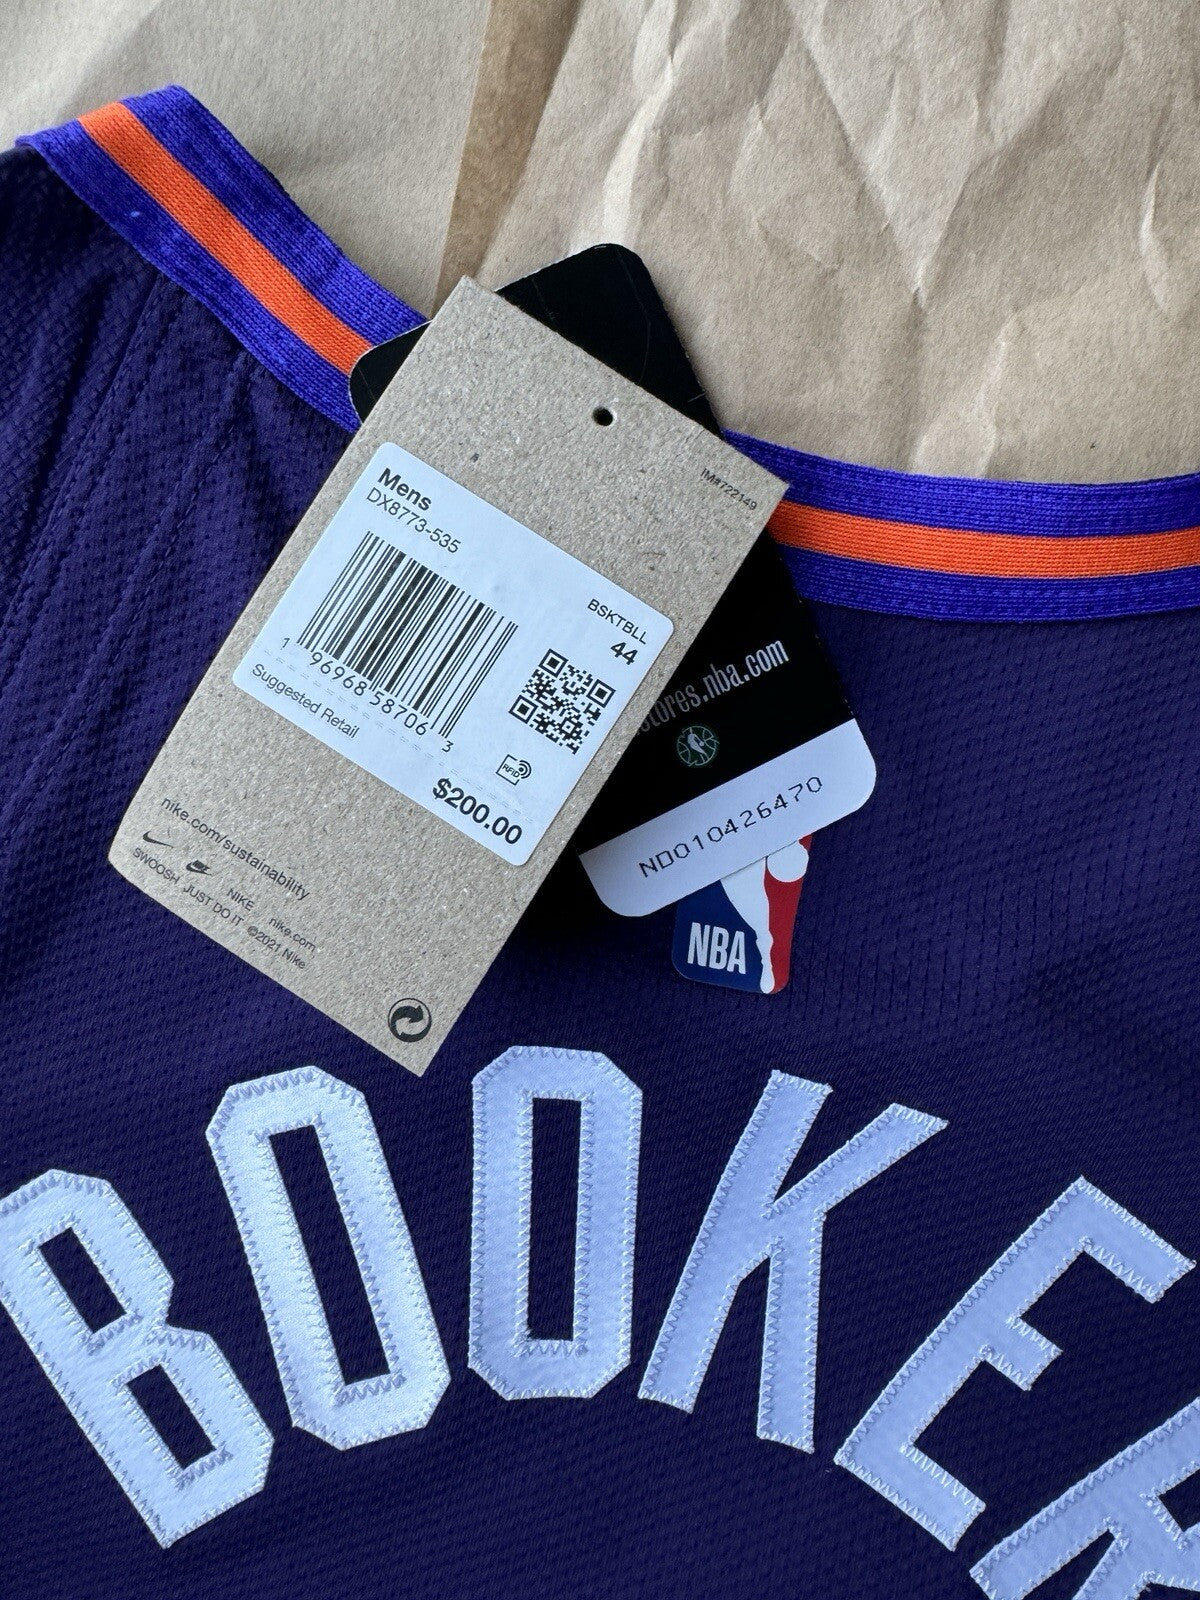 IM#722149
Mens
DX8773-535
BSKTBLL
44
1 96968 58706 3
Suggested Retail
RFID
$200.00
nike.com/sustainability
SWOOSH JUST DO IT NIKE nike.com
©2021 Nike
stores.nba.com
ND010426470
NBA
BOOKER